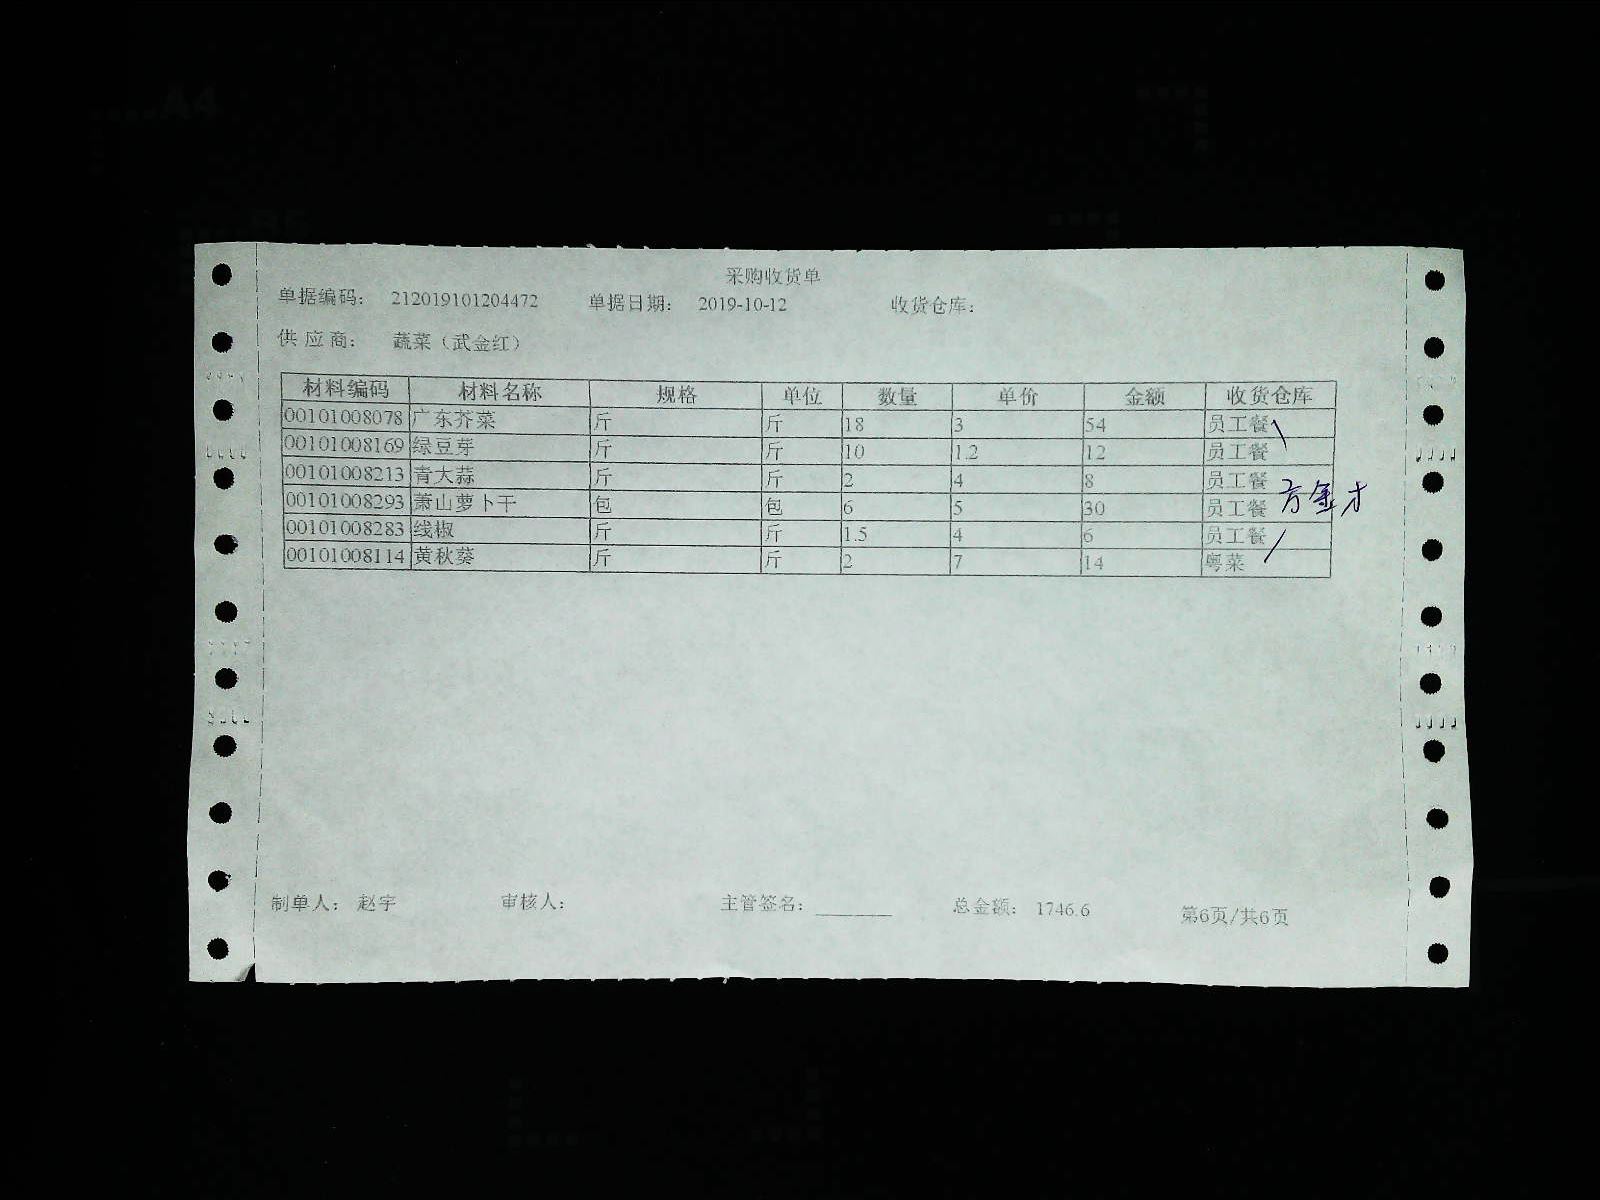 采购收货单
单据编码： 212019101204472 单据日期： 2019-10-12 收货仓库：
供 应 商： 蔬菜（武金红）
材料编码 材料名称 规格 单位 数量 单价 金额 收货仓库
00101008078 广东芥菜 斤 斤 18 3 54 员工餐
00101008169 绿豆芽 斤 斤 10 1.2 12 员工餐
00101008213 青大蒜 斤 斤 2 4 8 员工餐
00101008293 萧山萝卜干 包 包 6 5 30 员工餐 方金才
00101008283 线椒 斤 斤 1.5 4 6 员工餐
00101008114 黄秋葵 斤 斤 2 7 14 粤菜
制单人： 赵宇 审核人： 主管签名：________ 总金额： 1746.6 第6页/共6页